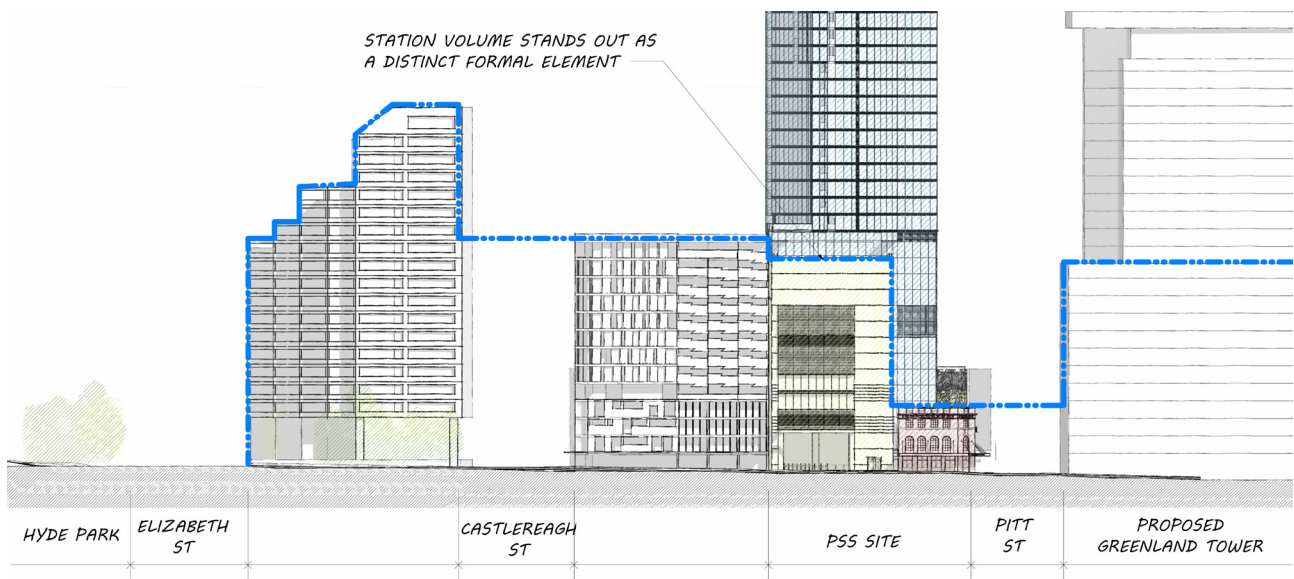 STATION VOLUME STANDS OUT AS
A DISTINCT FORMAL ELEMENT
HYDE PARK
ELIZABETH
ST
CASTLEREAGH
ST
PSS SITE
PITT
ST
PROPOSED
GREENLAND TOWER